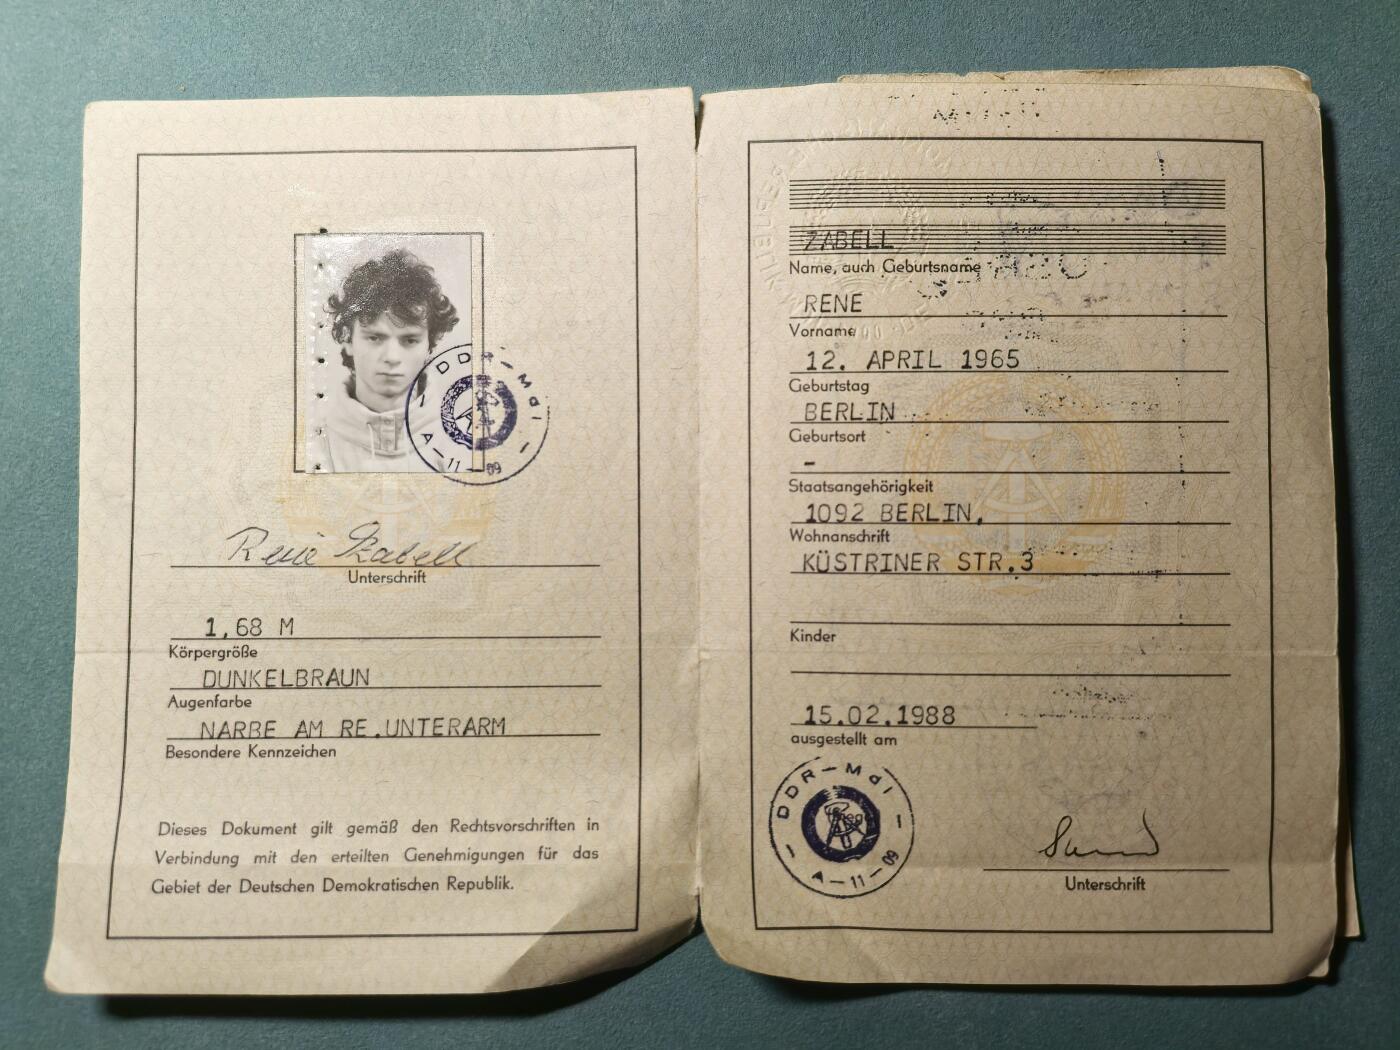 DDR-MdI
A-11-09
René Zabell
Unterschrift
1,68 M
Körpergröße
DUNKELBRAUN
Augenfarbe
NARBE AM RE.UNTERARM
Besondere Kennzeichen
Dieses Dokument gilt gemäß den Rechtsvorschriften in
Verbindung mit den erteilten Genehmigungen für das
Gebiet der Deutschen Demokratischen Republik.
ZABELL
Name, auch Geburtsname
RENE
Vorname
12. APRIL 1965
Geburtstag
BERLIN
Geburtsort
-
Staatsangehörigkeit
1092 BERLIN,
Wohnanschrift
KÜSTRINER STR.3
Kinder
15.02.1988
ausgestellt am
DDR-MdI
A-11-09
Unterschrift